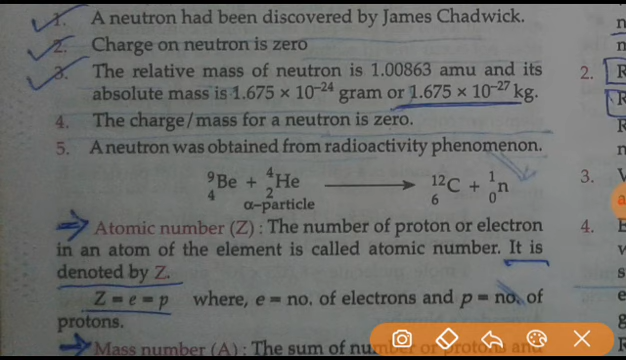 1. A neutron had been discovered by James Chadwick.
2. Charge on neutron is zero
3. The relative mass of neutron is 1.00863 amu and its
absolute mass is 1.675 × 10⁻²⁴ gram or 1.675 × 10⁻²⁷ kg.
4. The charge/mass for a neutron is zero.
5. A neutron was obtained from radioactivity phenomenon.
⁹₄Be + ⁴₂He ⟶ ¹²₆C + ¹₀n
α-particle
Atomic number (Z) : The number of proton or electron
in an atom of the element is called atomic number. It is
denoted by Z.
Z = e = p where, e = no. of electrons and p = no. of
protons.
Mass number (A) : The sum of number or protons and
2.
3.
4.